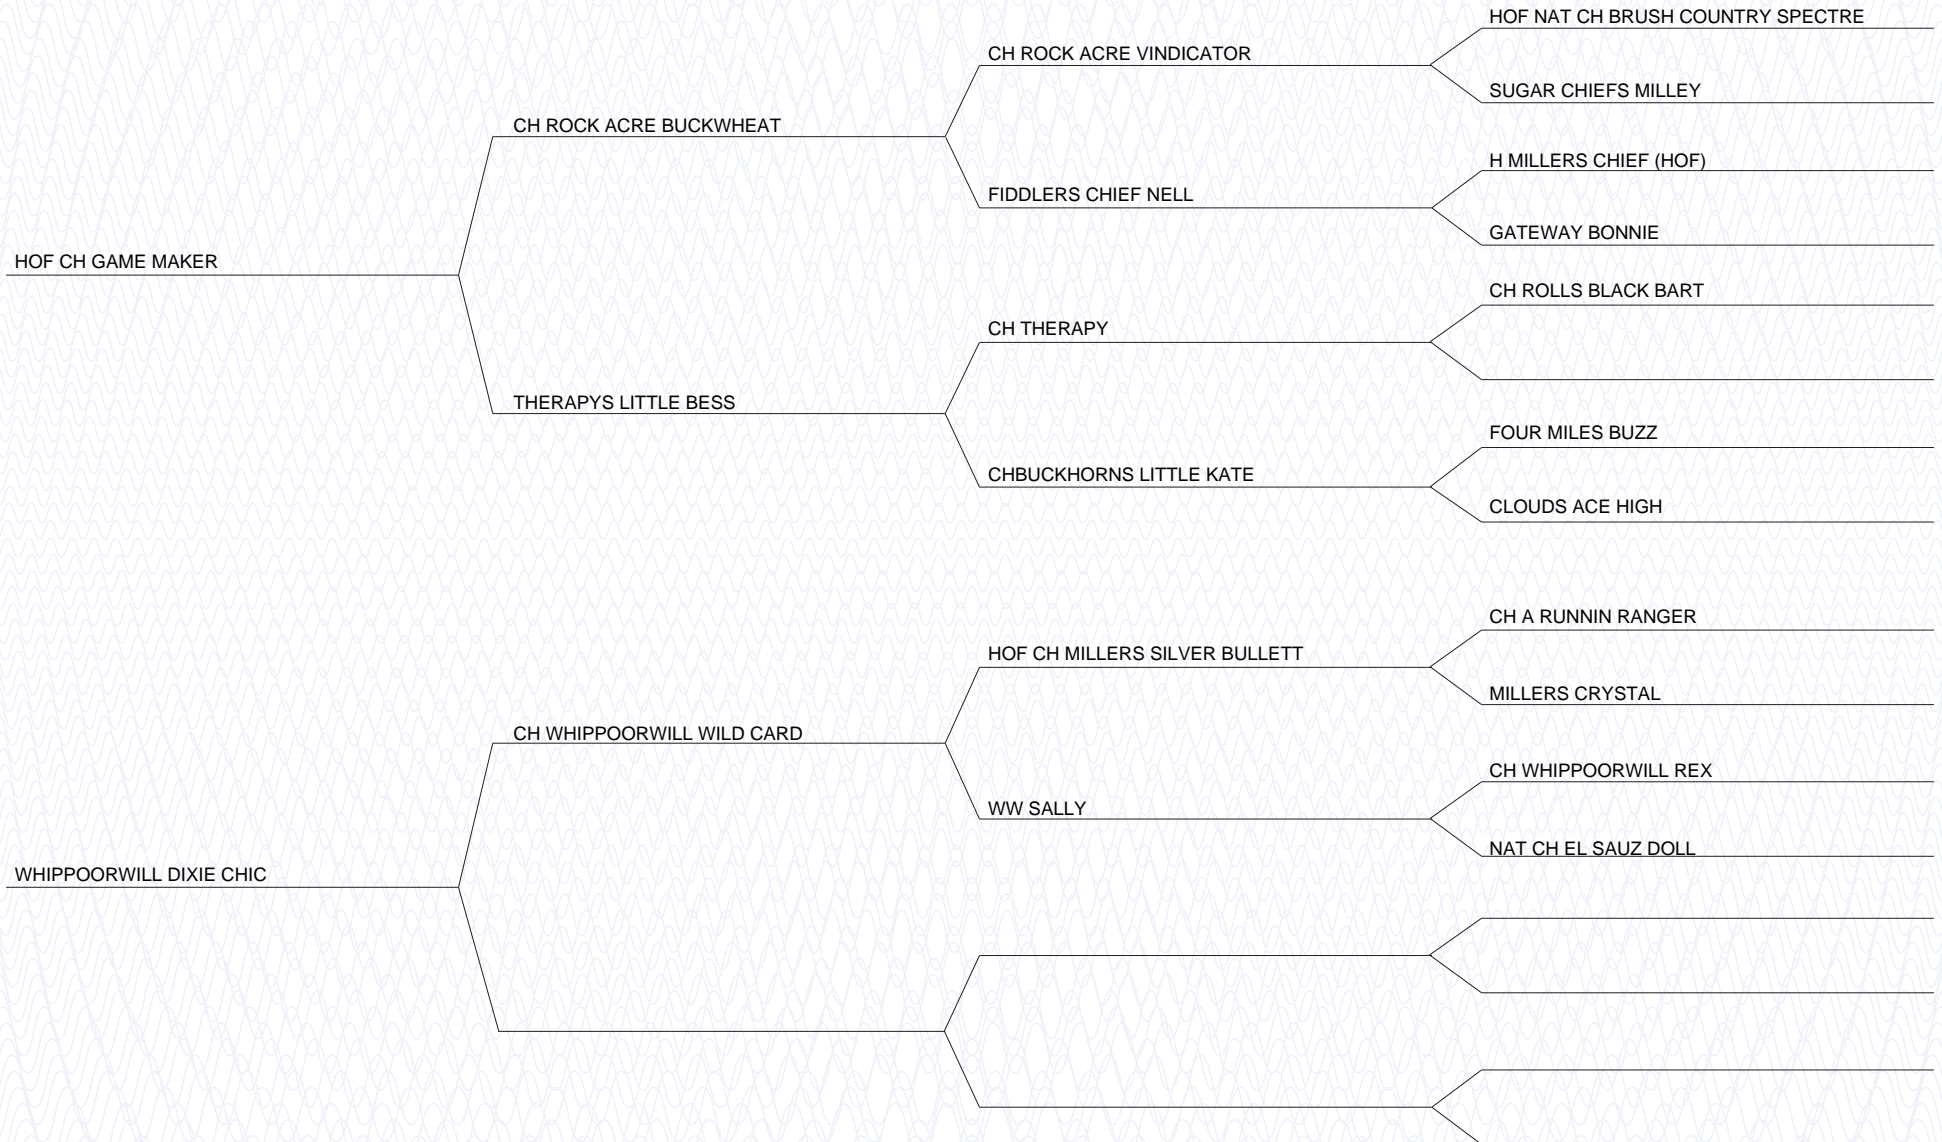 HOF NAT CH BRUSH COUNTRY SPECTRE
CH ROCK ACRE VINDICATOR
SUGAR CHIEFS MILLEY
CH ROCK ACRE BUCKWHEAT
H MILLERS CHIEF (HOF)
FIDDLERS CHIEF NELL
GATEWAY BONNIE
HOF CH GAME MAKER
CH ROLLS BLACK BART
CH THERAPY
THERAPYS LITTLE BESS
FOUR MILES BUZZ
CHBUCKHORNS LITTLE KATE
CLOUDS ACE HIGH
CH A RUNNIN RANGER
HOF CH MILLERS SILVER BULLETT
MILLERS CRYSTAL
CH WHIPPOORWILL WILD CARD
CH WHIPPOORWILL REX
WW SALLY
NAT CH EL SAUZ DOLL
WHIPPOORWILL DIXIE CHIC